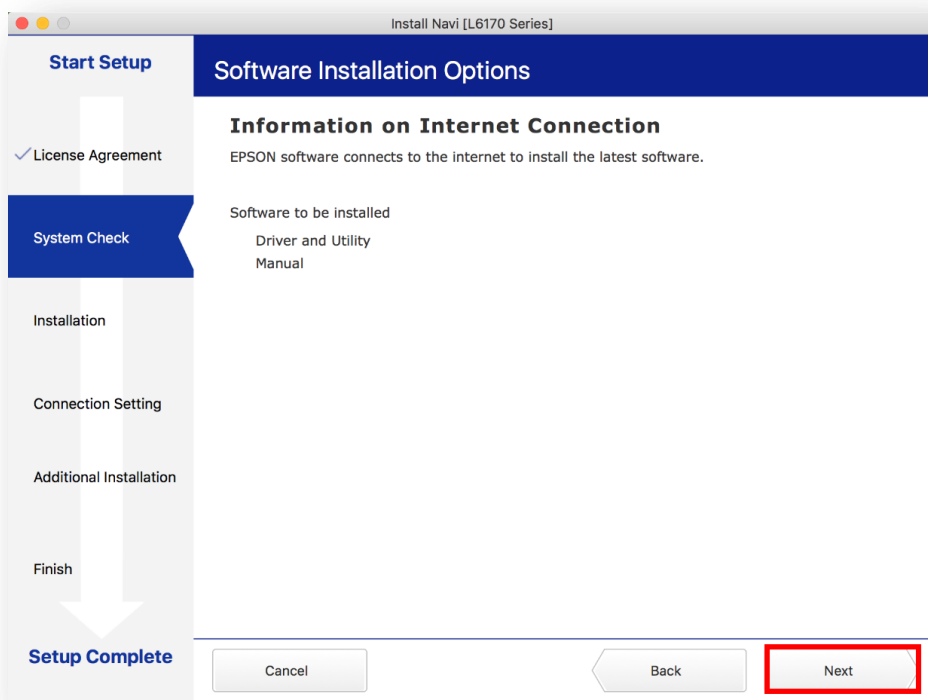 Install Navi [L6170 Series]
Start Setup
License Agreement
System Check
Installation
Connection Setting
Additional Installation
Finish
Setup Complete
Software Installation Options
Information on Internet Connection
EPSON software connects to the internet to install the latest software.
Software to be installed
Driver and Utility
Manual
Cancel
Back
Next